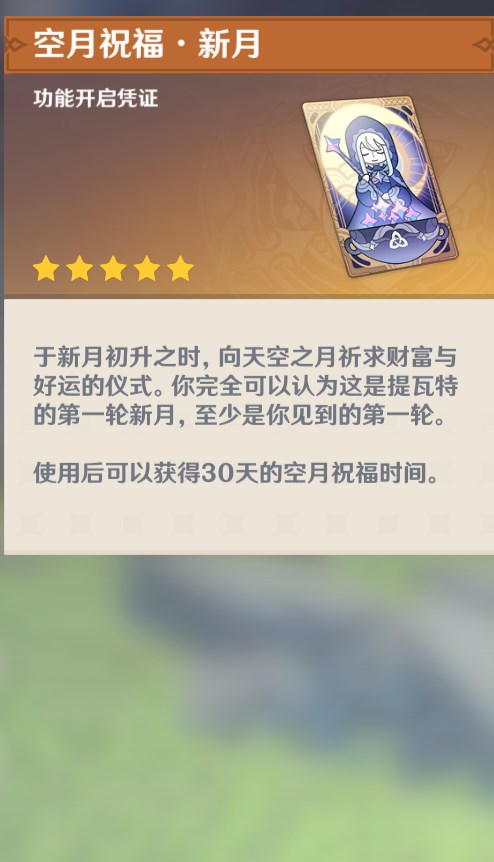 空月祝福·新月
功能开启凭证
于新月初升之时,向天空之月祈求财富与
好运的仪式。你完全可以认为这是提瓦特
的第一轮新月,至少是你见到的第一轮。
使用后可以获得30天的空月祝福时间。